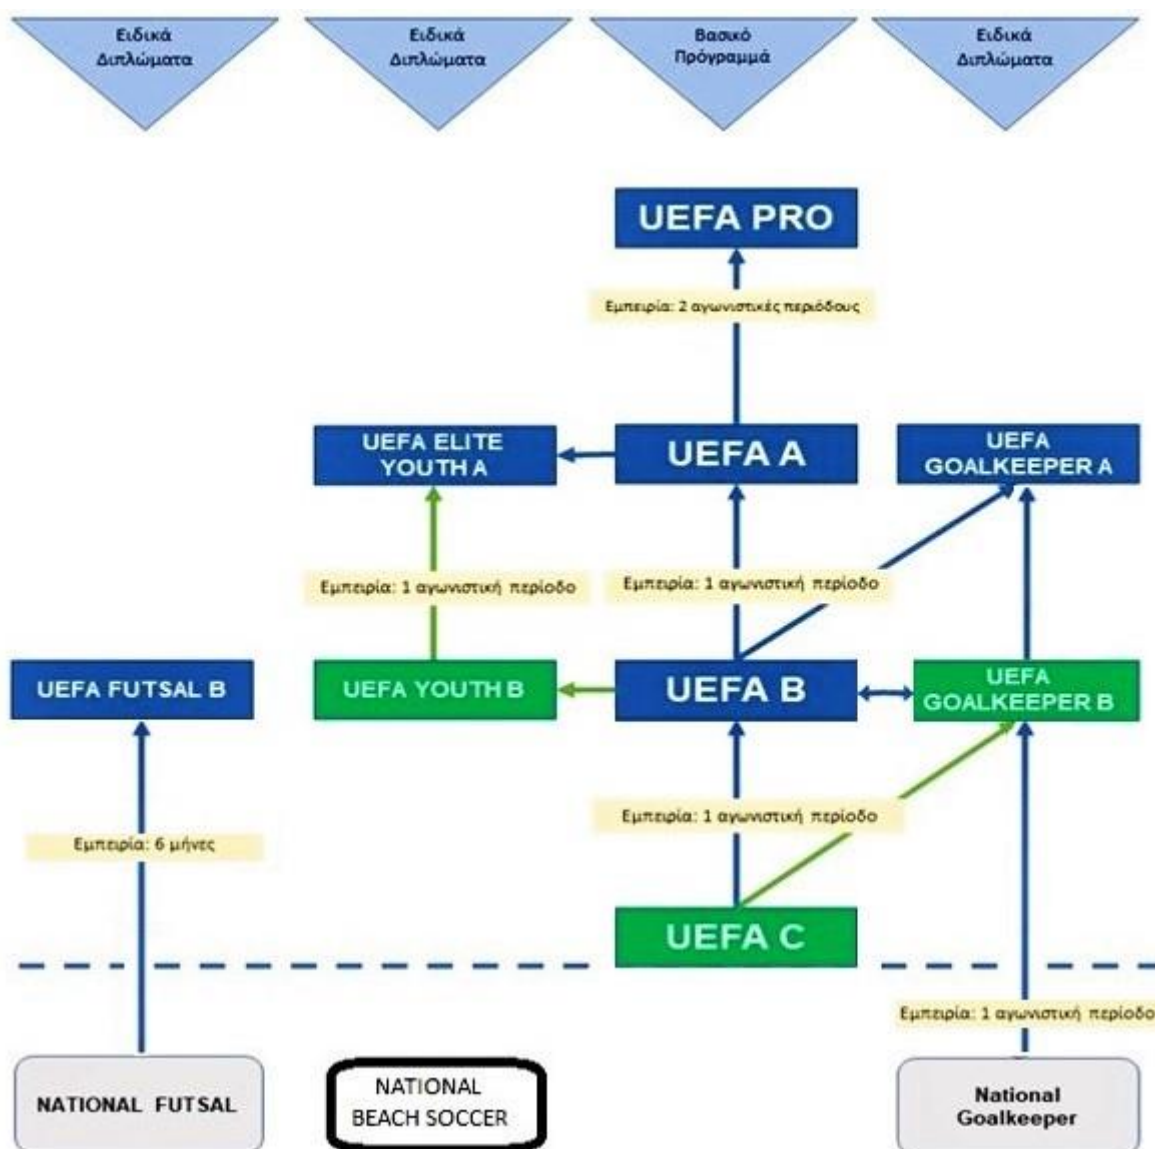 Ειδικά
Διπλώματα
Ειδικά
Διπλώματα
Βασικό
Πρόγραμμά
Ειδικά
Διπλώματα
UEFA PRO
Εμπειρία: 2 αγωνιστικές περιόδους
UEFA ELITE
YOUTH A
UEFA A
UEFA
GOALKEEPER A
Εμπειρία: 1 αγωνιστική περίοδο
Εμπειρία: 1 αγωνιστική περίοδο
UEFA FUTSAL B
UEFA YOUTH B
UEFA B
UEFA
GOALKEEPER B
Εμπειρία: 6 μήνες
Εμπειρία: 1 αγωνιστική περίοδο
UEFA C
Εμπειρία: 1 αγωνιστική περίοδο
NATIONAL FUTSAL
NATIONAL
BEACH SOCCER
National
Goalkeeper